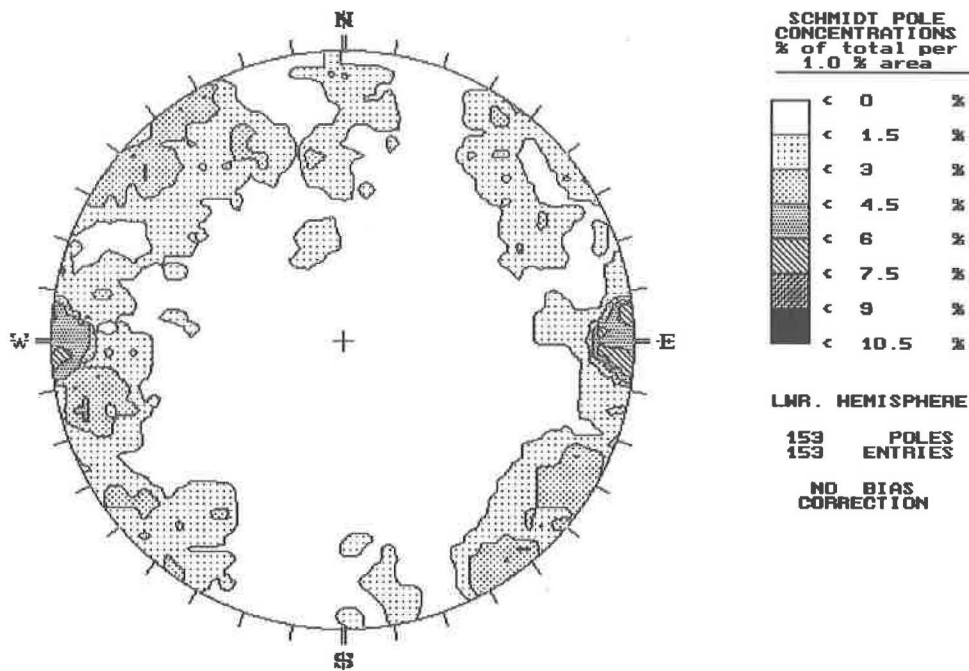 N
W
E
S
SCHMIDT POLE
CONCENTRATIONS
% of total per
1.0 % area
< 0 %
< 1.5 %
< 3 %
< 4.5 %
< 6 %
< 7.5 %
< 9 %
< 10.5 %
LWR. HEMISPHERE
153 POLES
153 ENTRIES
NO BIAS
CORRECTION